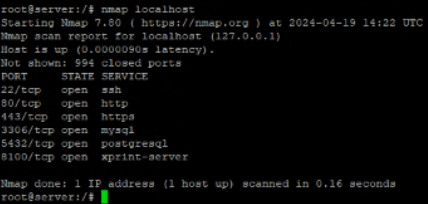 root@server:/# nmap localhost
Starting Nmap 7.80 ( https://nmap.org ) at 2024-04-19 14:22 UTC
Nmap scan report for localhost (127.0.0.1)
Host is up (0.0000090s latency).
Not shown: 994 closed ports
PORT     STATE SERVICE
22/tcp   open  ssh
80/tcp   open  http
443/tcp  open  https
3306/tcp open  mysql
5432/tcp open  postgresql
8100/tcp open  xprint-server
Nmap done: 1 IP address (1 host up) scanned in 0.16 seconds
root@server:/#